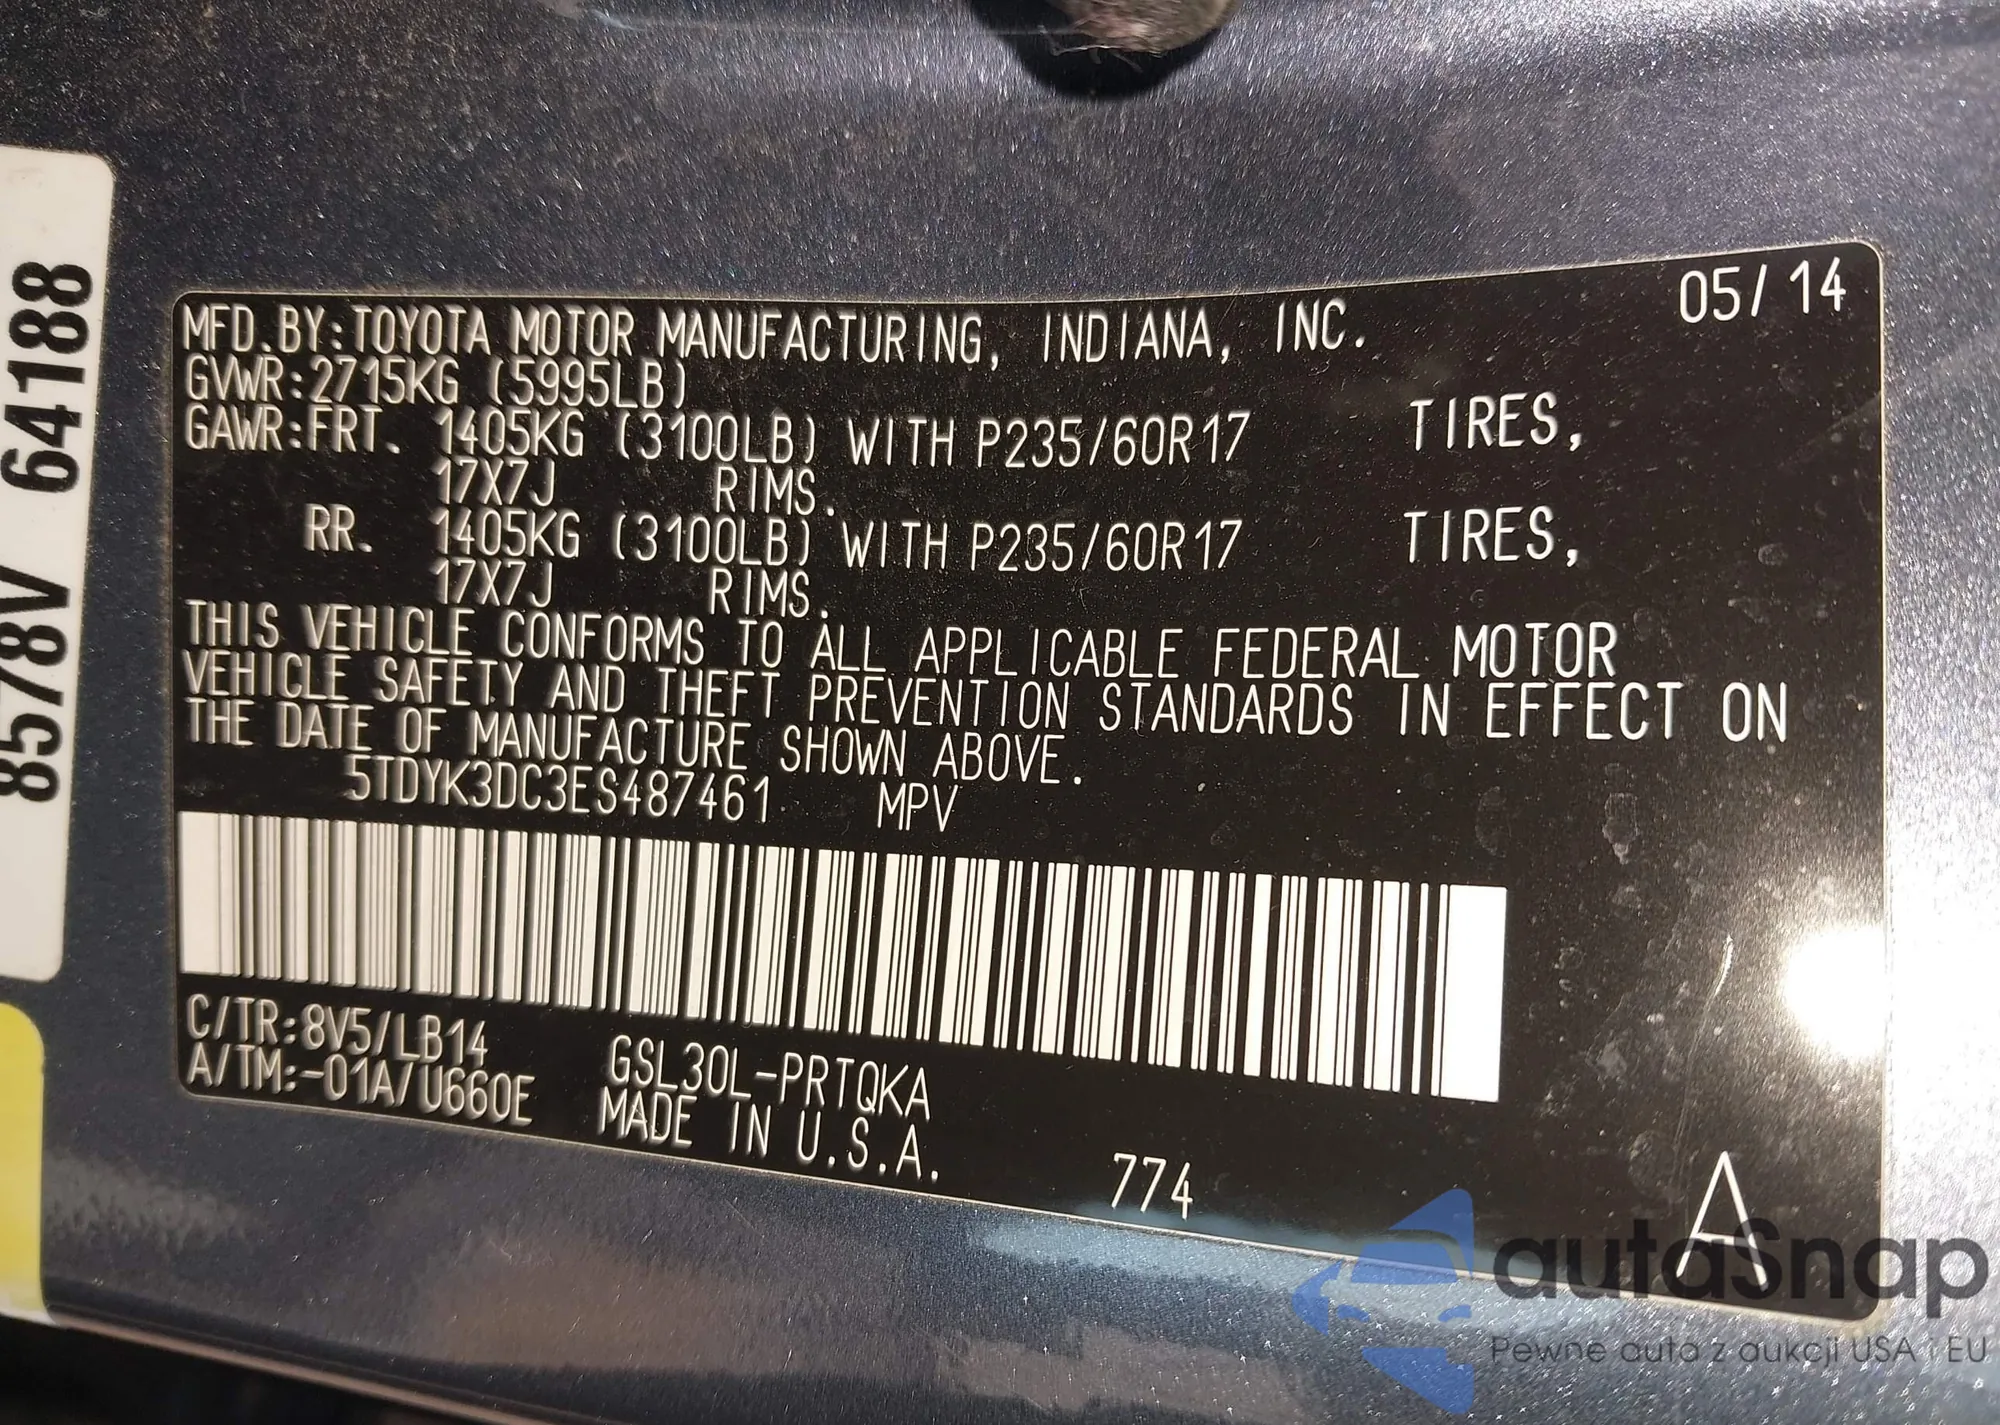 8578V 64188
05/14
MFD.BY:TOYOTA MOTOR MANUFACTURING, INDIANA, INC.
GVWR:2715KG (5995LB)
GAWR:FRT. 1405KG (3100LB) WITH P235/60R17 TIRES,
17X7J RIMS.
RR. 1405KG (3100LB) WITH P235/60R17 TIRES,
17X7J RIMS.
THIS VEHICLE CONFORMS TO ALL APPLICABLE FEDERAL MOTOR
VEHICLE SAFETY AND THEFT PREVENTION STANDARDS IN EFFECT ON
THE DATE OF MANUFACTURE SHOWN ABOVE.
5TDYK3DC3ES487461 MPV
C/TR:8V5/LB14 GSL30L-PRTQKA
A/TM:-01A/U660E MADE IN U.S.A.
774
A
autaSnap
Pewne auta z aukcji USA i EU